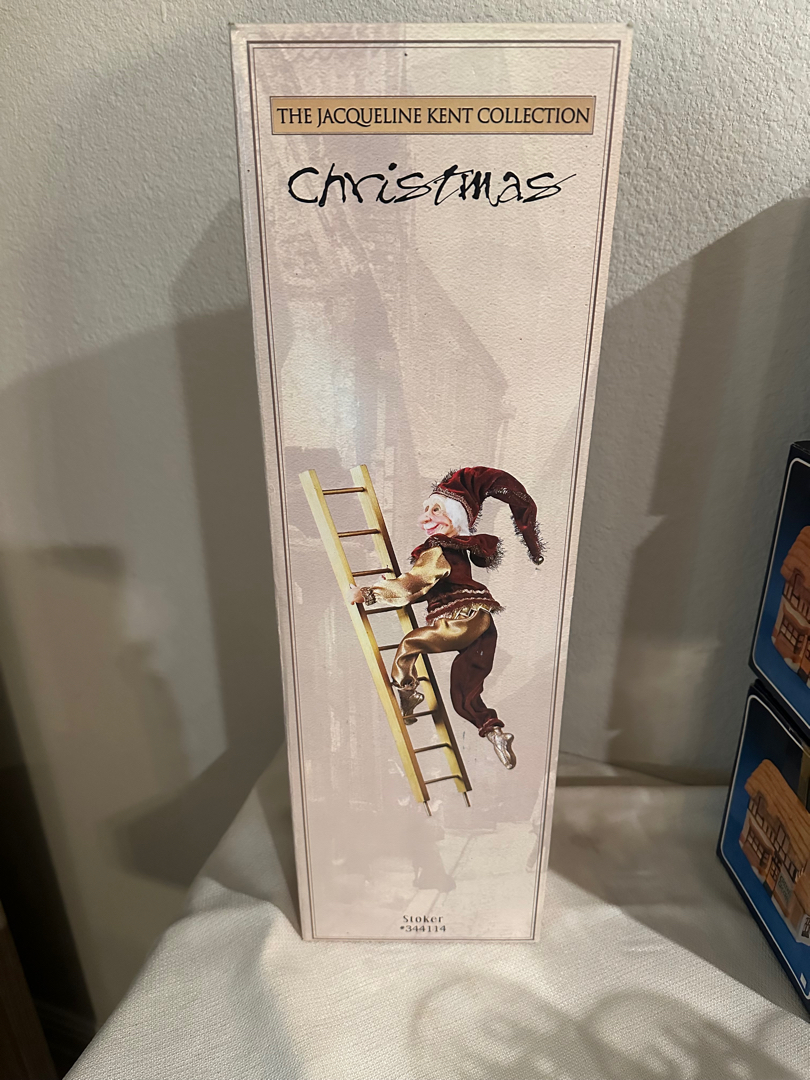 THE JACQUELINE KENT COLLECTION
Christmas
Stoker
#344114